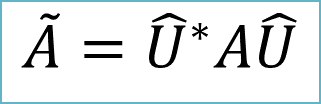 Ã = Û*AÛ